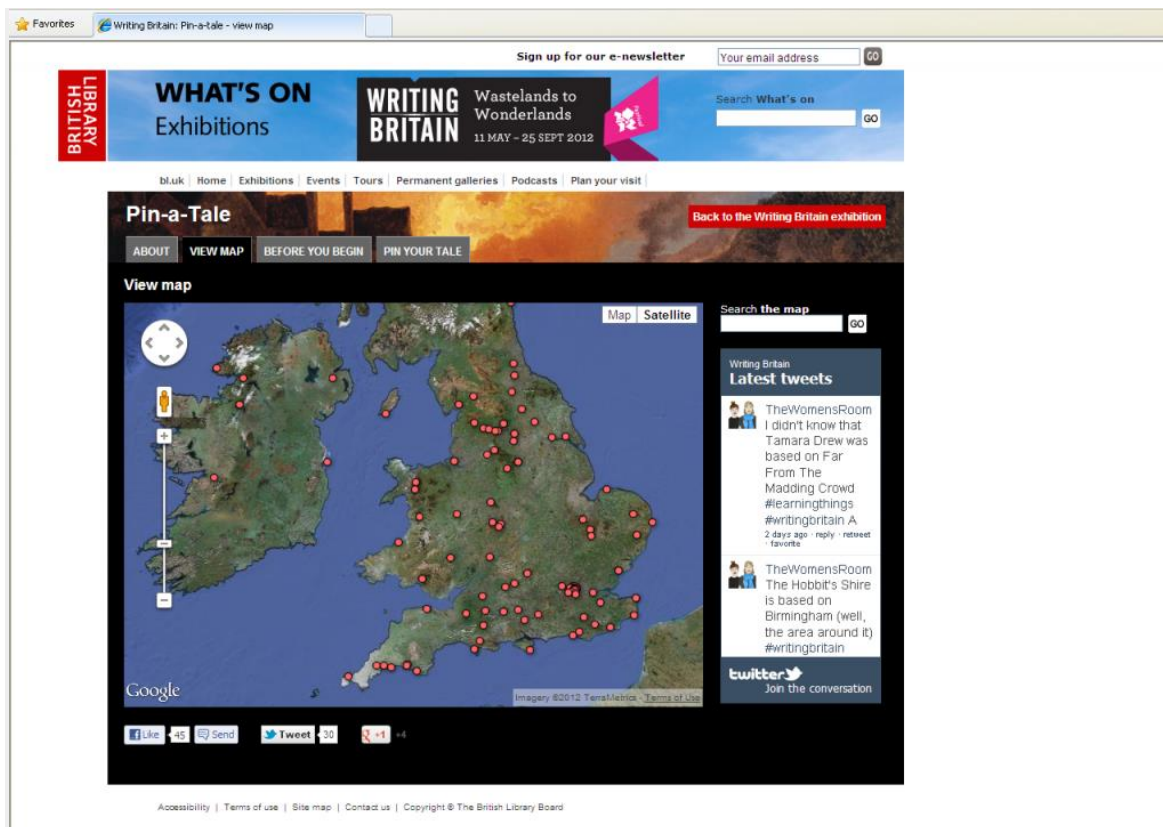 Favorites
Writing Britain: Pin-a-tale - view map
Sign up for our e-newsletter
Your email address
GO
BRITISH
LIBRARY
WHAT'S ON
Exhibitions
WRITING
BRITAIN
Wastelands to
Wonderlands
11 MAY – 25 SEPT 2012
Search What's on
GO
bl.uk | Home | Exhibitions | Events | Tours | Permanent galleries | Podcasts | Plan your visit |
Pin-a-Tale
Back to the Writing Britain exhibition
ABOUT
VIEW MAP
BEFORE YOU BEGIN
PIN YOUR TALE
View map
Map
Satellite
Google
Imagery ©2012 TerraMetrics - Terms of Use
Search the map
GO
Writing Britain
Latest tweets
TheWomensRoom
I didn't know that
Tamara Drew was
based on Far
From The
Madding Crowd
#learningthings
#writingbritain A
2 days ago · reply · retweet
· favorite
TheWomensRoom
The Hobbit's Shire
is based on
Birmingham (well,
the area around it)
#writingbritain
twitter
Join the conversation
Like
45
Send
Tweet
30
+1
+4
Accessibility | Terms of use | Site map | Contact us | Copyright © The British Library Board